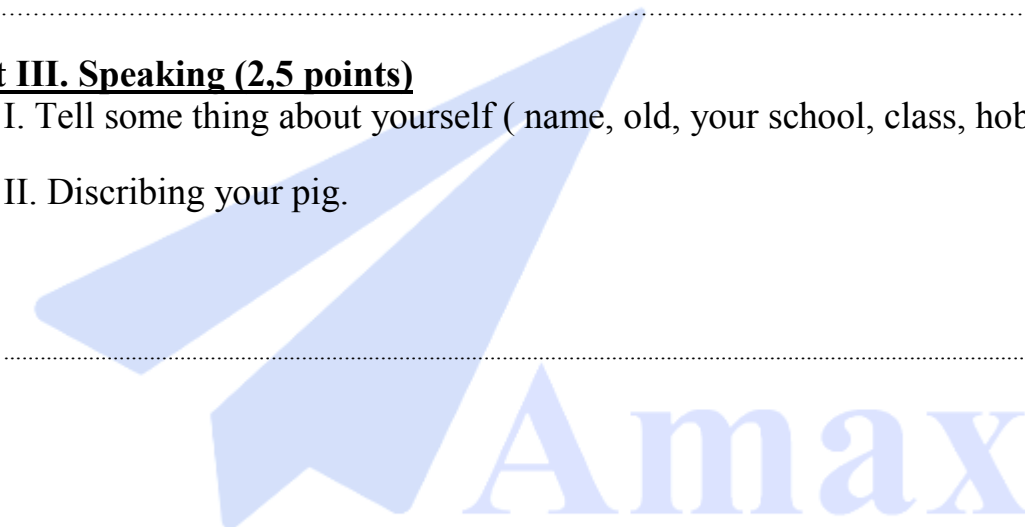 t III. Speaking (2,5 points)
I. Tell some thing about yourself ( name, old, your school, class, hob
II. Discribing your pig.
Amax